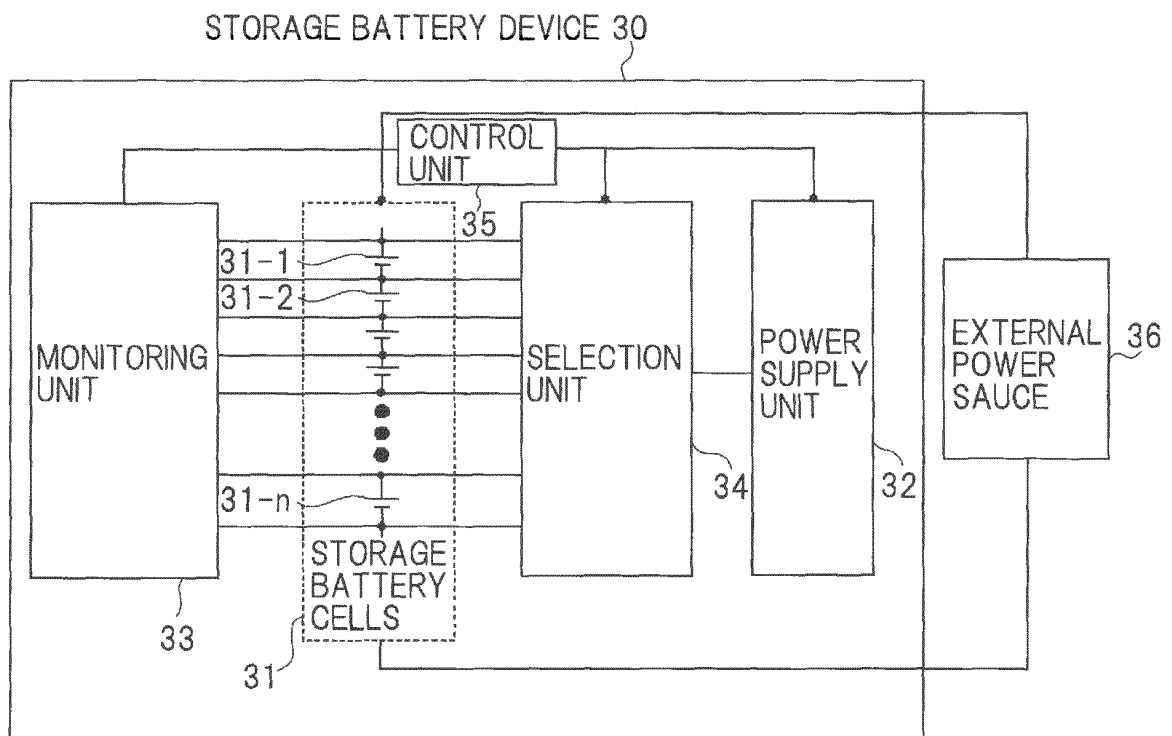 STORAGE BATTERY DEVICE 30
CONTROL
UNIT
35
31-1
31-2
MONITORING
UNIT
SELECTION
UNIT
POWER
SUPPLY
UNIT
EXTERNAL
POWER
SAUCE
36
31-n
34
32
STORAGE
BATTERY
CELLS
33
31